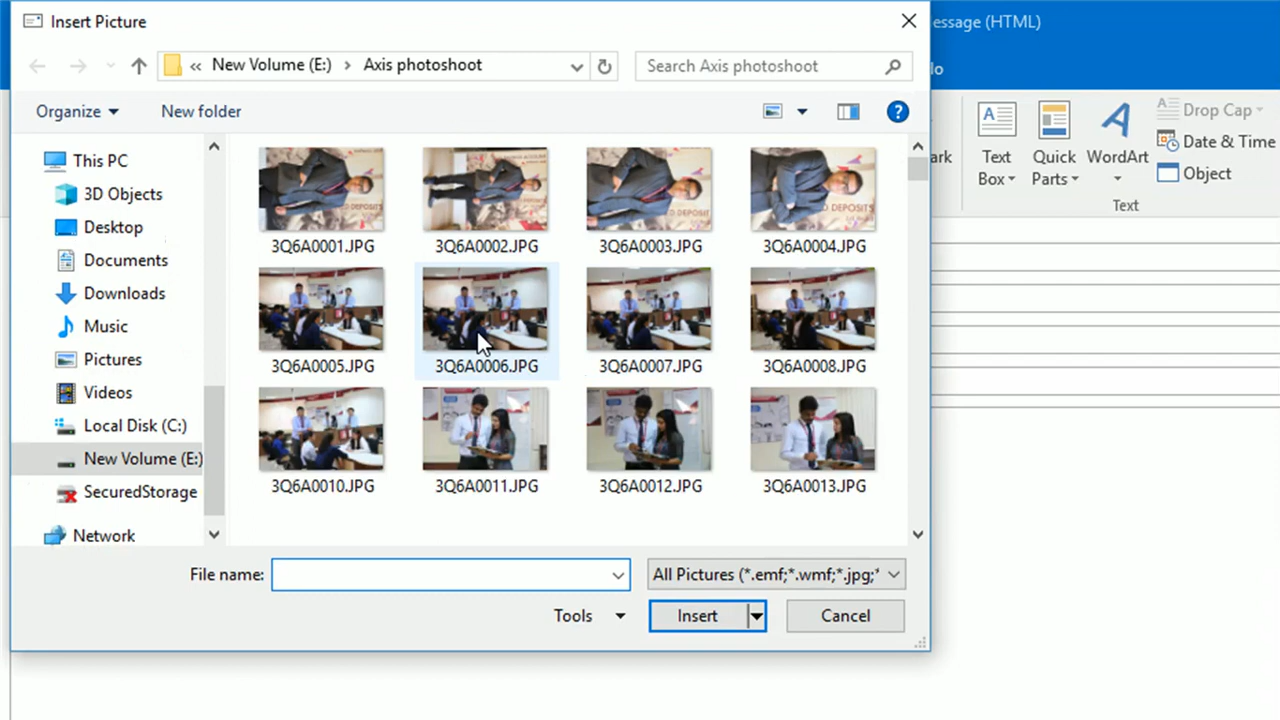 Insert Picture
essage (HTML)
« New Volume (E:) › Axis photoshoot
Search Axis photoshoot
lo
Organize
New folder
This PC
3D Objects
Desktop
Documents
Downloads
Music
Pictures
Videos
Local Disk (C:)
New Volume (E:)
SecuredStorage
Network
D DEPOSITS
D DEPOSITS
D DEPOSITS
3Q6A0001.JPG
3Q6A0002.JPG
3Q6A0003.JPG
3Q6A0004.JPG
3Q6A0005.JPG
3Q6A0006.JPG
3Q6A0007.JPG
3Q6A0008.JPG
3Q6A0010.JPG
3Q6A0011.JPG
3Q6A0012.JPG
3Q6A0013.JPG
ark
Text
Box
Quick
Parts
WordArt
Drop Cap
Date & Time
Object
Text
File name:
All Pictures (*.emf;*.wmf;*.jpg;*
Tools
Insert
Cancel